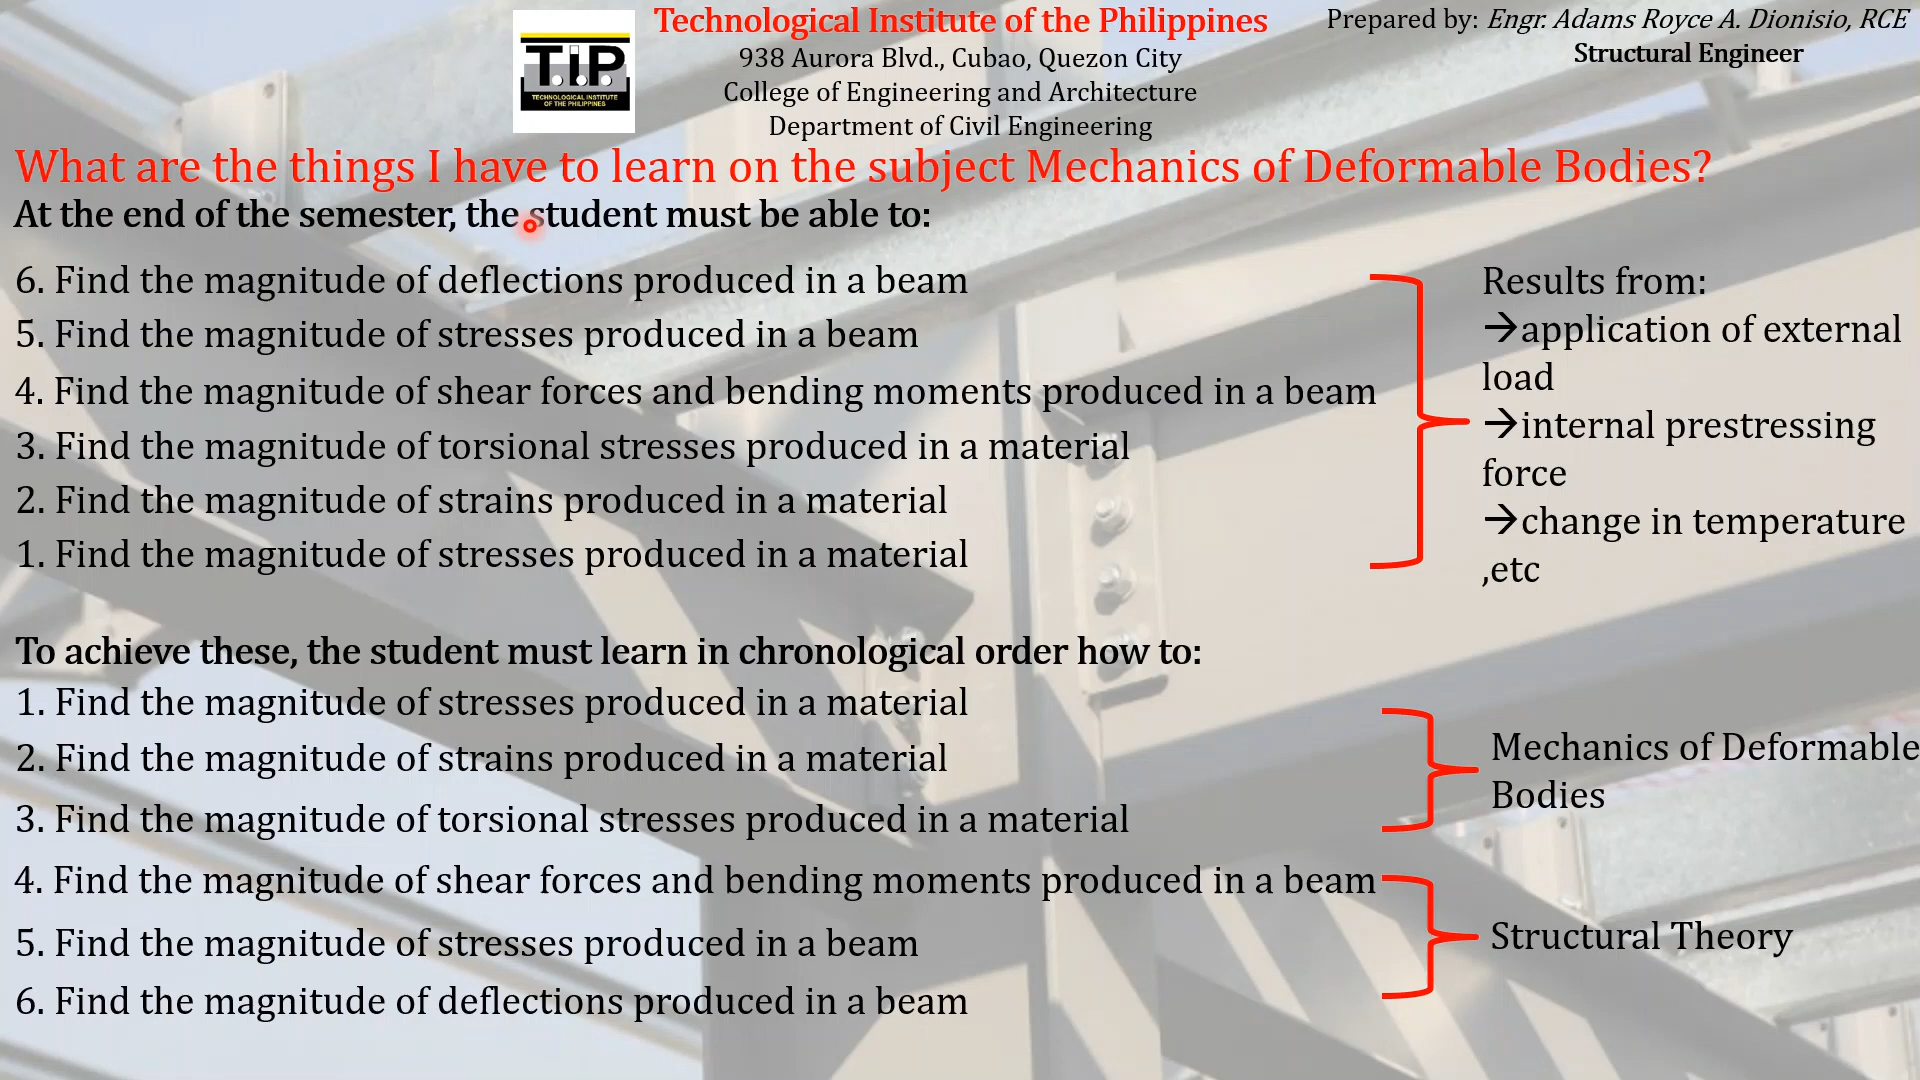 T.I.P
TECHNOLOGICAL INSTITUTE
OF THE PHILIPPINES
Technological Institute of the Philippines
938 Aurora Blvd., Cubao, Quezon City
College of Engineering and Architecture
Department of Civil Engineering
Prepared by: Engr. Adams Royce A. Dionisio, RCE
Structural Engineer
What are the things I have to learn on the subject Mechanics of Deformable Bodies?
At the end of the semester, the student must be able to:
6. Find the magnitude of deflections produced in a beam
5. Find the magnitude of stresses produced in a beam
4. Find the magnitude of shear forces and bending moments produced in a beam
3. Find the magnitude of torsional stresses produced in a material
2. Find the magnitude of strains produced in a material
1. Find the magnitude of stresses produced in a material
Results from:
→application of external
load
→internal prestressing
force
→change in temperature
,etc
To achieve these, the student must learn in chronological order how to:
1. Find the magnitude of stresses produced in a material
2. Find the magnitude of strains produced in a material
3. Find the magnitude of torsional stresses produced in a material
Mechanics of Deformable
Bodies
4. Find the magnitude of shear forces and bending moments produced in a beam
5. Find the magnitude of stresses produced in a beam
6. Find the magnitude of deflections produced in a beam
Structural Theory